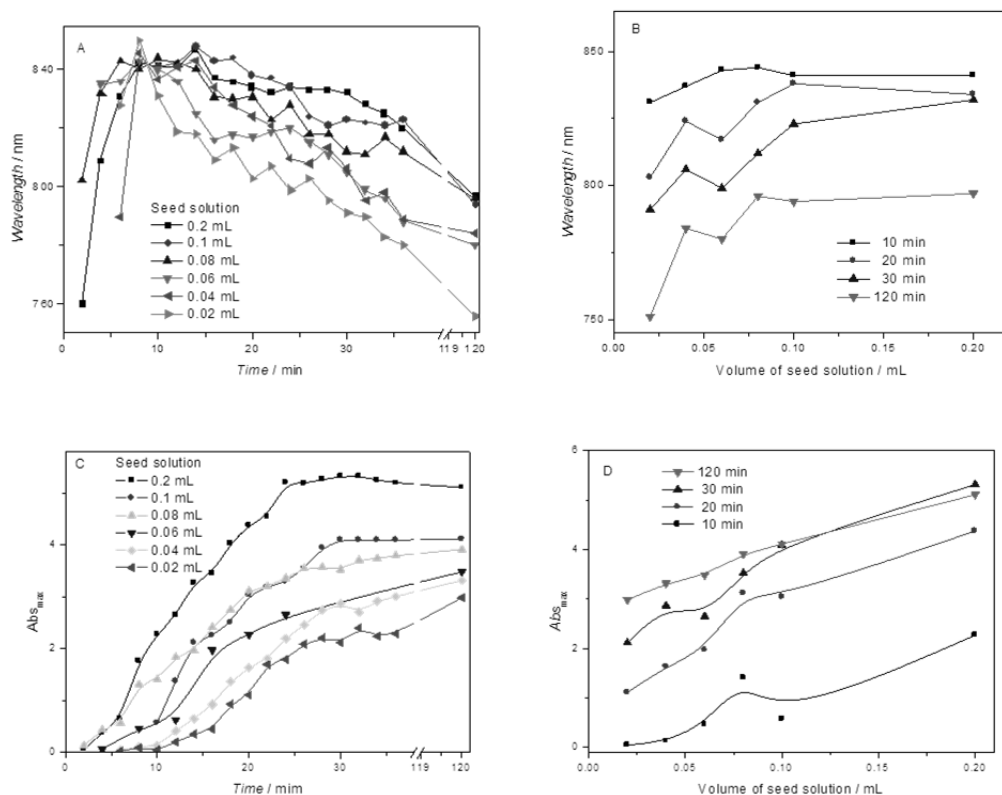 A
Wavelength / nm
840
800
760
Seed solution
0.2 mL
0.1 mL
0.08 mL
0.06 mL
0.04 mL
0.02 mL
0 10 20 30 119 120
Time / min
B
850
800
750
10 min
20 min
30 min
120 min
0.00 0.05 0.10 0.15 0.20
Volume of seed solution / mL
C
Abs max
4
2
0
Seed solution
0.2 mL
0.1 mL
0.08 mL
0.06 mL
0.04 mL
0.02 mL
0 10 20 30 119 120
Time / mim
D
Abs max
6
4
2
0
120 min
30 min
20 min
10 min
0.00 0.05 0.10 0.15 0.20
Volume of seed solution / mL